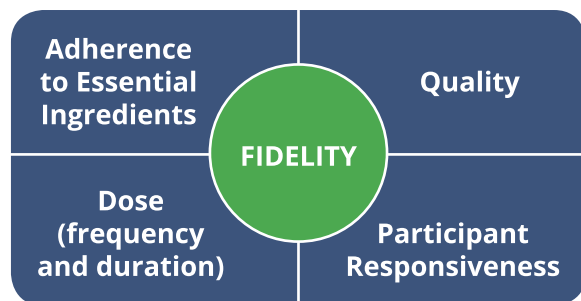 Adherence
to Essential
Ingredients
Quality
FIDELITY
Dose
(frequency
and duration)
Participant
Responsiveness